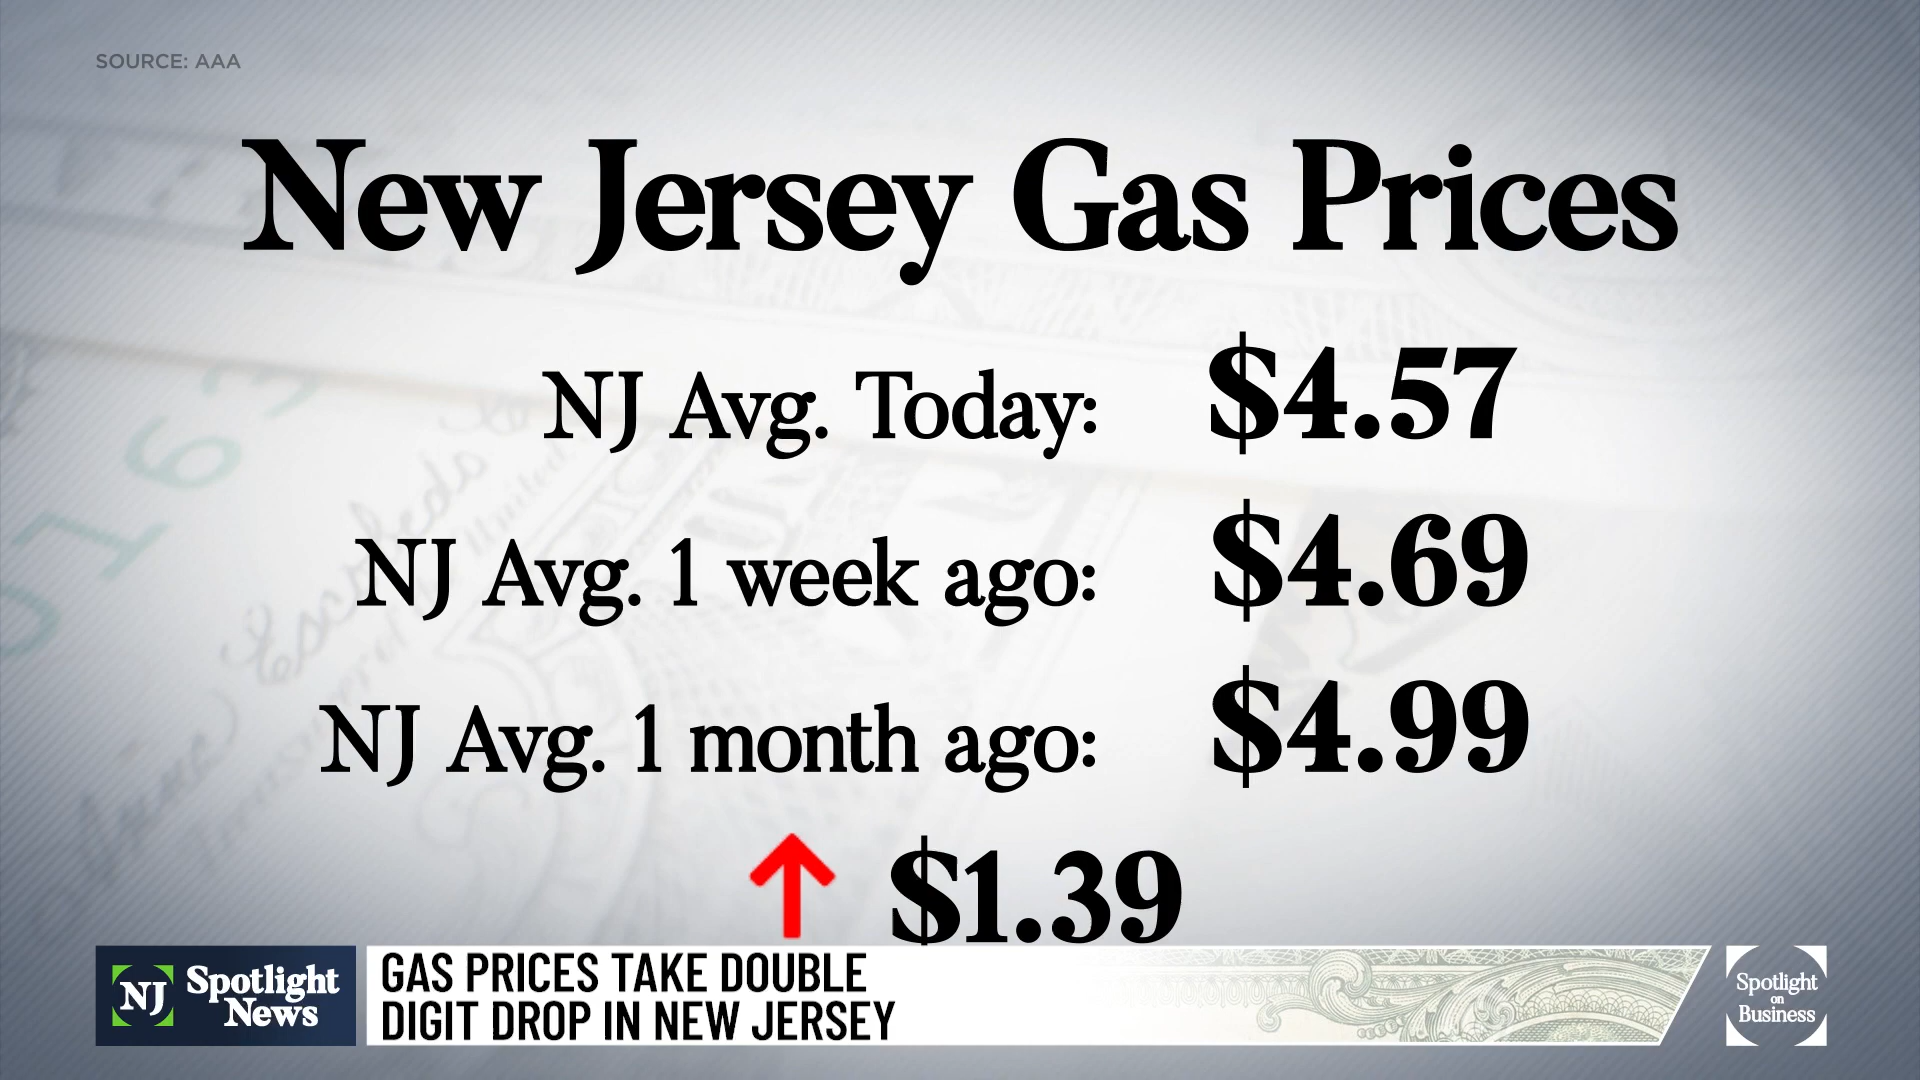 SOURCE: AAA
New Jersey Gas Prices
NJ Avg. Today: $4.57
NJ Avg. 1 week ago: $4.69
NJ Avg. 1 month ago: $4.99
↑ $1.39
NJ Spotlight News
GAS PRICES TAKE DOUBLE
DIGIT DROP IN NEW JERSEY
Spotlight
on
Business